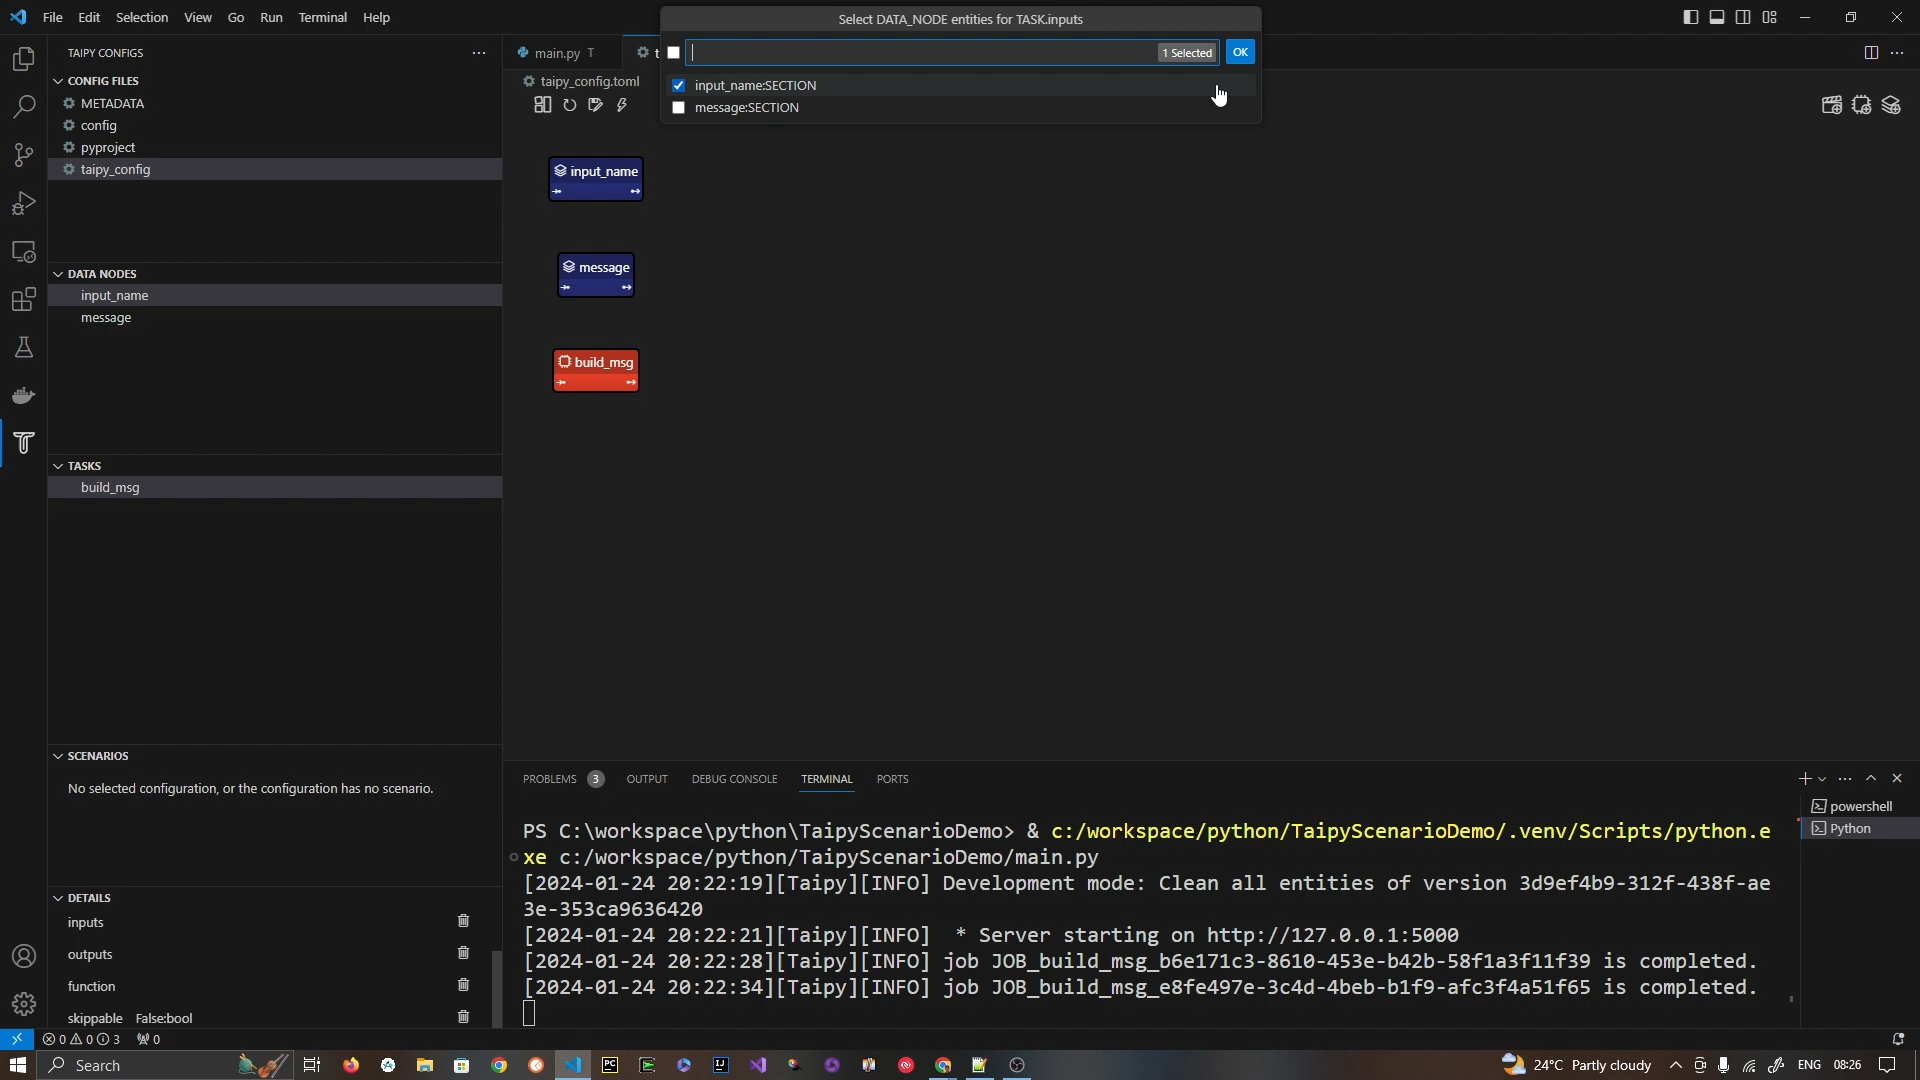 File Edit Selection View Go Run Terminal Help
Select DATA_NODE entities for TASK.inputs
1 Selected OK
input_name:SECTION
message:SECTION
TAIPY CONFIGS
CONFIG FILES
METADATA
config
pyproject
taipy_config
DATA NODES
input_name
message
TASKS
build_msg
SCENARIOS
No selected configuration, or the configuration has no scenario.
DETAILS
inputs
outputs
function
skippable False:bool
main.py T
t
taipy_config.toml
input_name
message
build_msg
PROBLEMS 3 OUTPUT DEBUG CONSOLE TERMINAL PORTS
PS C:\workspace\python\TaipyScenarioDemo> & c:/workspace/python/TaipyScenarioDemo/.venv/Scripts/python.e
xe c:/workspace/python/TaipyScenarioDemo/main.py
[2024-01-24 20:22:19][Taipy][INFO] Development mode: Clean all entities of version 3d9ef4b9-312f-438f-ae
3e-353ca9636420
[2024-01-24 20:22:21][Taipy][INFO]  * Server starting on http://127.0.0.1:5000
[2024-01-24 20:22:28][Taipy][INFO] job JOB_build_msg_b6e171c3-8610-453e-b42b-58f1a3f11f39 is completed.
[2024-01-24 20:22:34][Taipy][INFO] job JOB_build_msg_e8fe497e-3c4d-4beb-b1f9-afc3f4a51f65 is completed.
powershell
Python
0 0 3 0
Search
PC
IJ
24°C Partly cloudy ENG 08:26